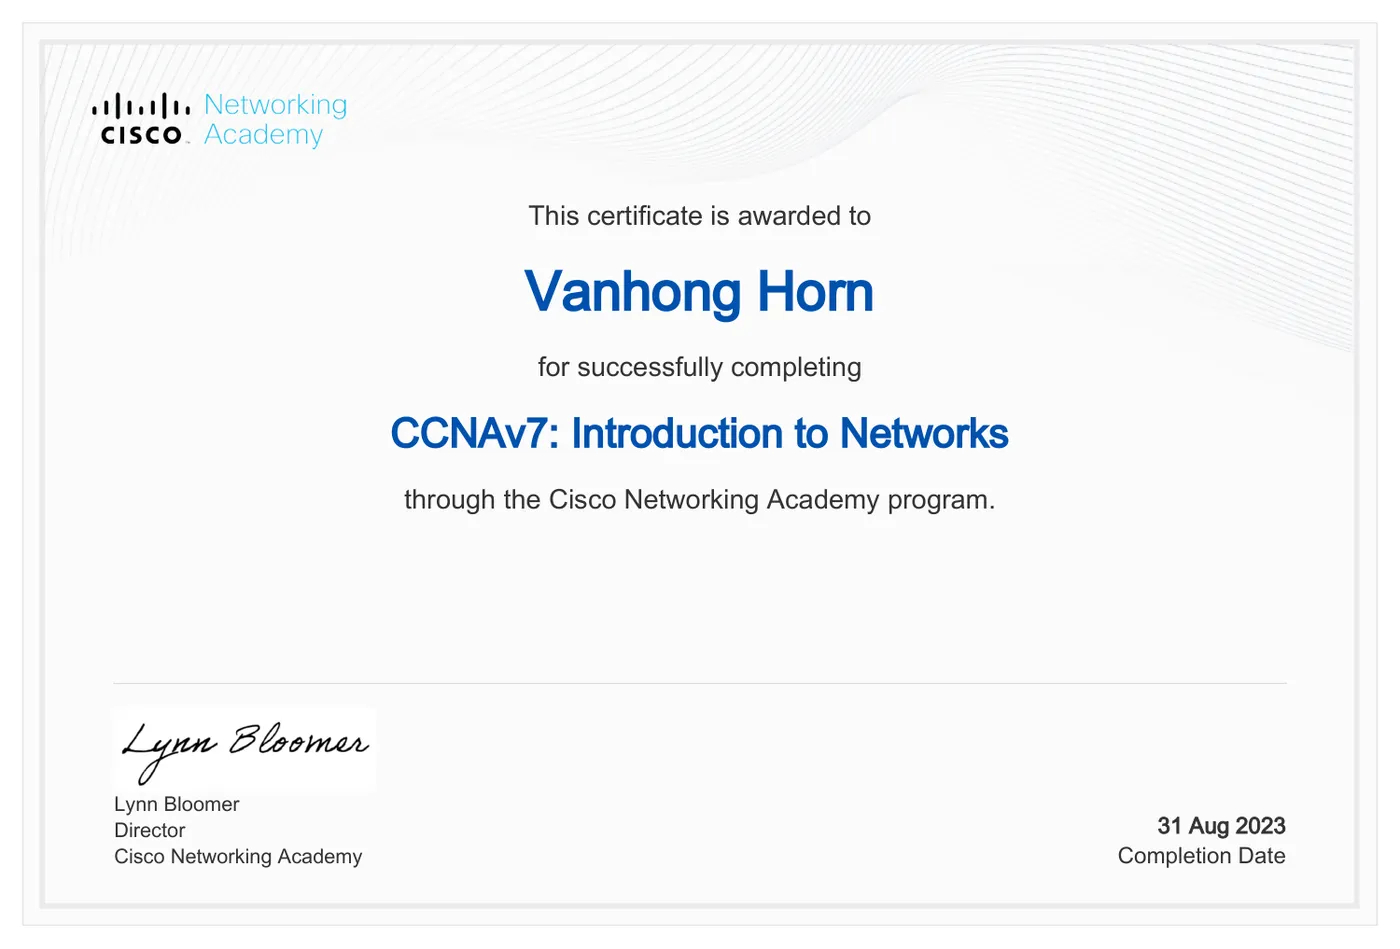 Networking
CISCO™ Academy
This certificate is awarded to
Vanhong Horn
for successfully completing
CCNAv7: Introduction to Networks
through the Cisco Networking Academy program.
Lynn Bloomer
Lynn Bloomer
Director
Cisco Networking Academy
31 Aug 2023
Completion Date